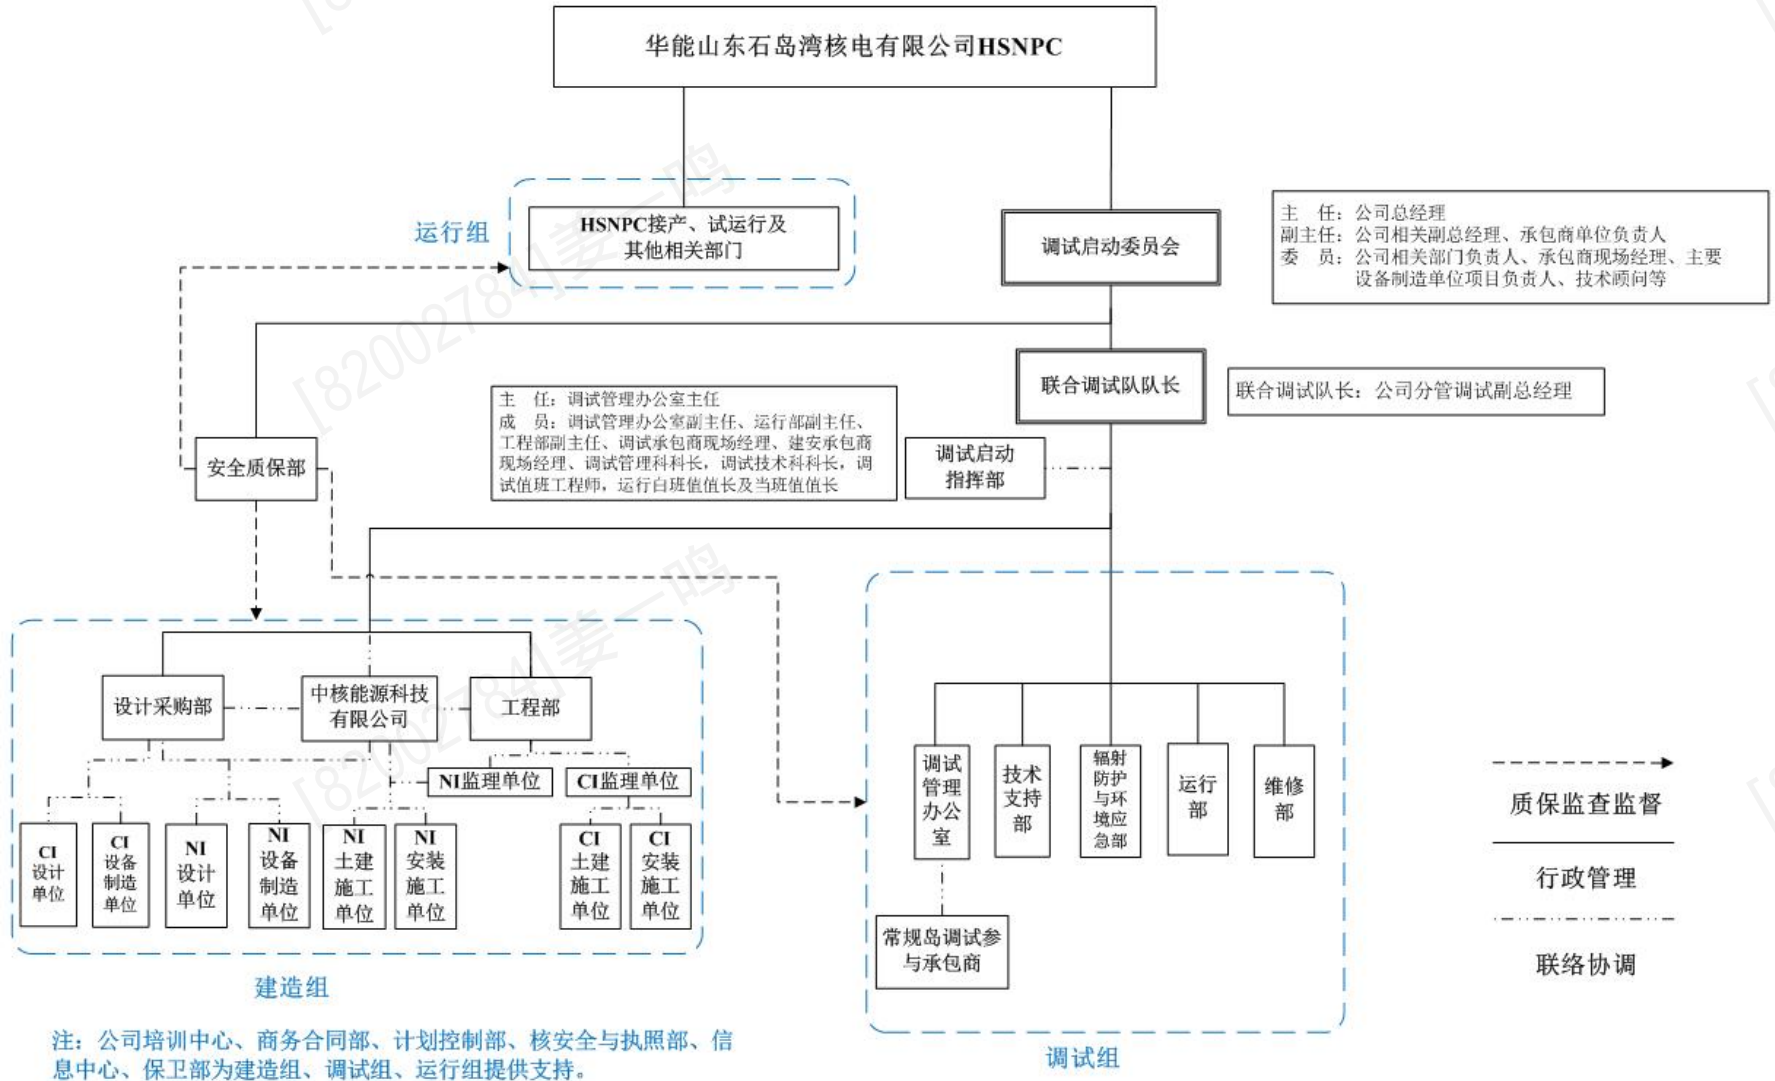 华能山东石岛湾核电有限公司HSNPC
运行组
HSNPC接产、试运行及
其他相关部门
调试启动委员会
主　任：公司总经理
副主任：公司相关副总经理、承包商单位负责人
委　员：公司相关部门负责人、承包商现场经理、主要
设备制造单位项目负责人、技术顾问等
联合调试队队长
联合调试队长：公司分管调试副总经理
主　任：调试管理办公室主任
成　员：调试管理办公室副主任、运行部副主任、
工程部副主任、调试承包商现场经理、建安承包商
现场经理、调试管理科科长，调试技术科科长，调
试值班工程师，运行白班值值长及当班值值长
调试启动
指挥部
安全质保部
设计采购部
中核能源科技
有限公司
工程部
NI监理单位
CI监理单位
CI
设计
单位
CI
设备
制造
单位
NI
设计
单位
NI
设备
制造
单位
NI
土建
施工
单位
NI
安装
施工
单位
CI
土建
施工
单位
CI
安装
施工
单位
建造组
调试
管理
办公
室
技术
支持
部
辐射
防护
与环
境应
急部
运行
部
维修
部
常规岛调试参
与承包商
调试组
质保监查监督
行政管理
联络协调
注：公司培训中心、商务合同部、计划控制部、核安全与执照部、信
息中心、保卫部为建造组、调试组、运行组提供支持。
[82002784]姜一鸣
[82002784]姜一鸣